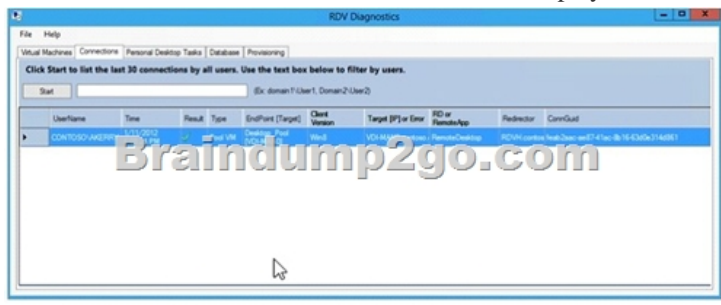 RDV Diagnostics
File Help
Virtual Machines Connections Personal Desktop Tasks Database Provisioning
Click Start to list the last 30 connections by all users. Use the text box below to filter by users.
Start (Ex: domain1\User1, Domain2\User2)
UserName Time Result Type EndPoint [Target] Client Version Target [IP] or Error RD or RemoteApp Redirector ConnGuid
Pool VM Desktop_Pool Win8 RemoteDesktop
Braindump2go.com